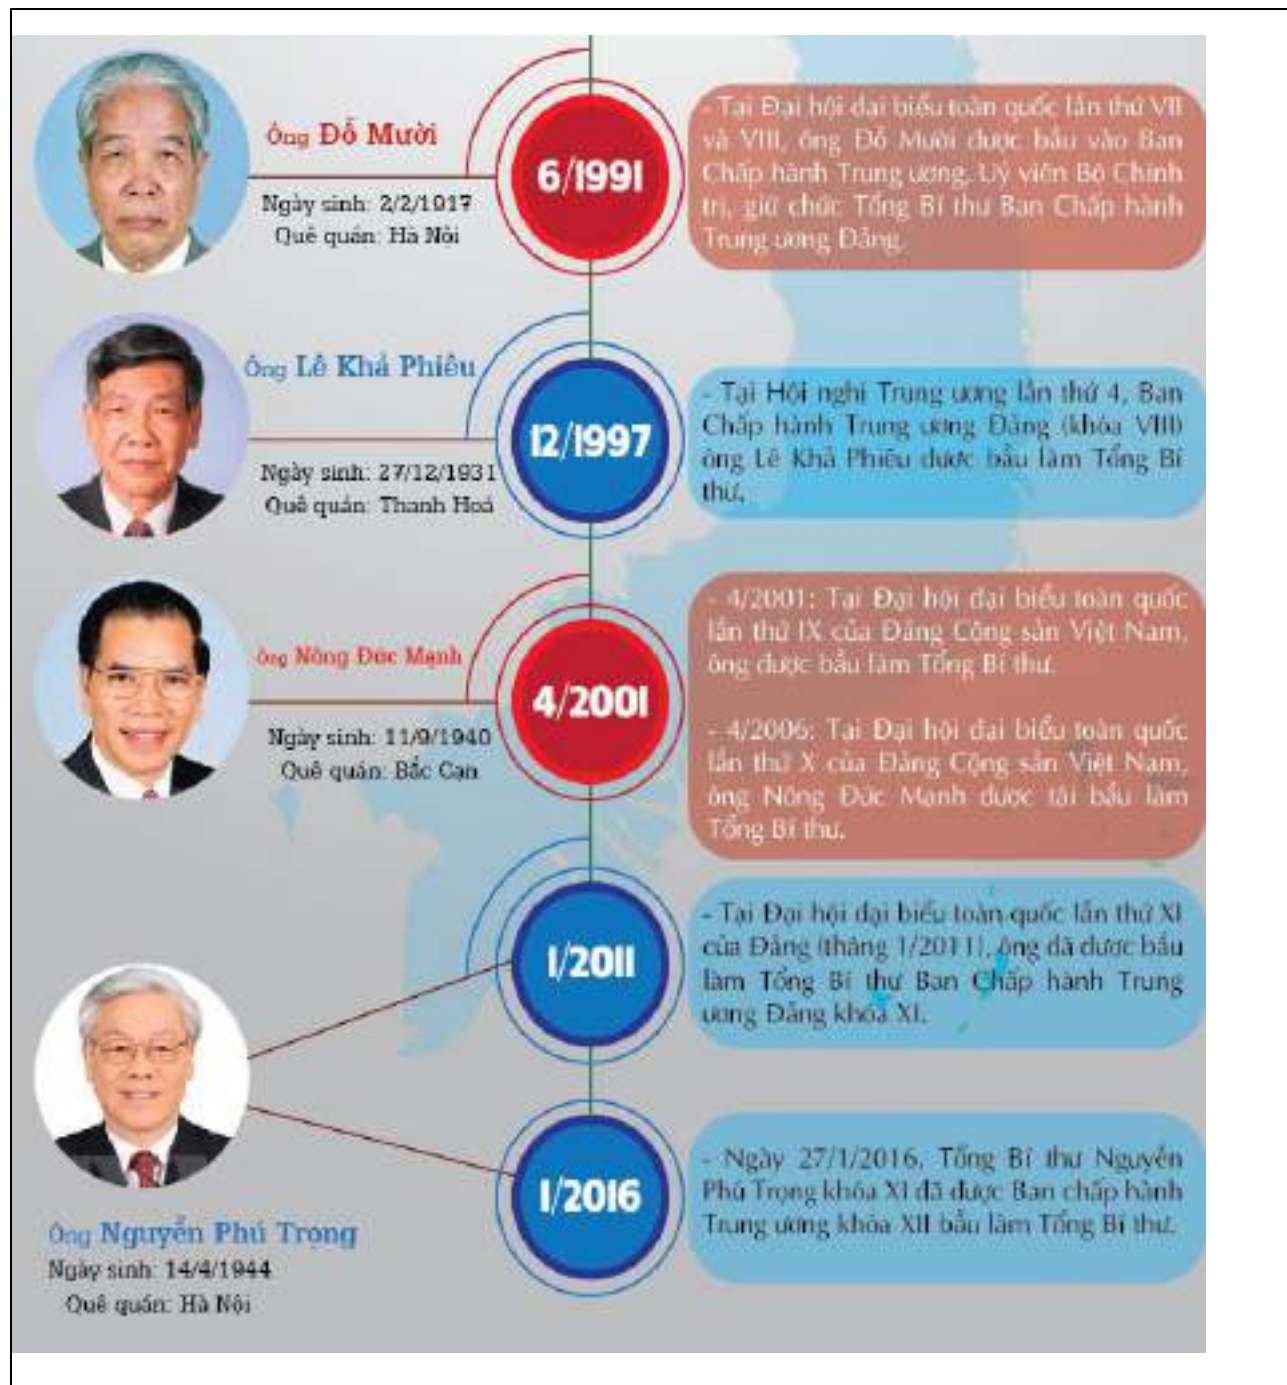 Ông Đỗ Mười
Ngày sinh: 2/2/1917
Quê quán: Hà Nội
6/1991
- Tại Đại hội đại biểu toàn quốc lần thứ VII
và VIII, ông Đỗ Mười được bầu vào Ban
Chấp hành Trung ương, Uỷ viên Bộ Chính
trị, giữ chức Tổng Bí thư Ban Chấp hành
Trung ương Đảng.
Ông Lê Khả Phiêu
Ngày sinh: 27/12/1931
Quê quán: Thanh Hoá
12/1997
- Tại Hội nghị Trung ương lần thứ 4, Ban
Chấp hành Trung ương Đảng (khóa VIII)
ông Lê Khả Phiêu được bầu làm Tổng Bí
thư.
Ông Nông Đức Mạnh
Ngày sinh: 11/9/1940
Quê quán: Bắc Cạn
4/2001
- 4/2001: Tại Đại hội đại biểu toàn quốc
lần thứ IX của Đảng Cộng sản Việt Nam,
ông được bầu làm Tổng Bí thư.
- 4/2006: Tại Đại hội đại biểu toàn quốc
lần thứ X của Đảng Cộng sản Việt Nam,
ông Nông Đức Mạnh được tái bầu làm
Tổng Bí thư.
1/2011
- Tại Đại hội đại biểu toàn quốc lần thứ XI
của Đảng (tháng 1/2011), ông đã được bầu
làm Tổng Bí thư Ban Chấp hành Trung
ương Đảng khóa XI.
Ông Nguyễn Phú Trọng
Ngày sinh: 14/4/1944
Quê quán: Hà Nội
1/2016
- Ngày 27/1/2016, Tổng Bí thư Nguyễn
Phú Trọng khóa XI đã được Ban chấp hành
Trung ương khóa XII bầu làm Tổng Bí thư.